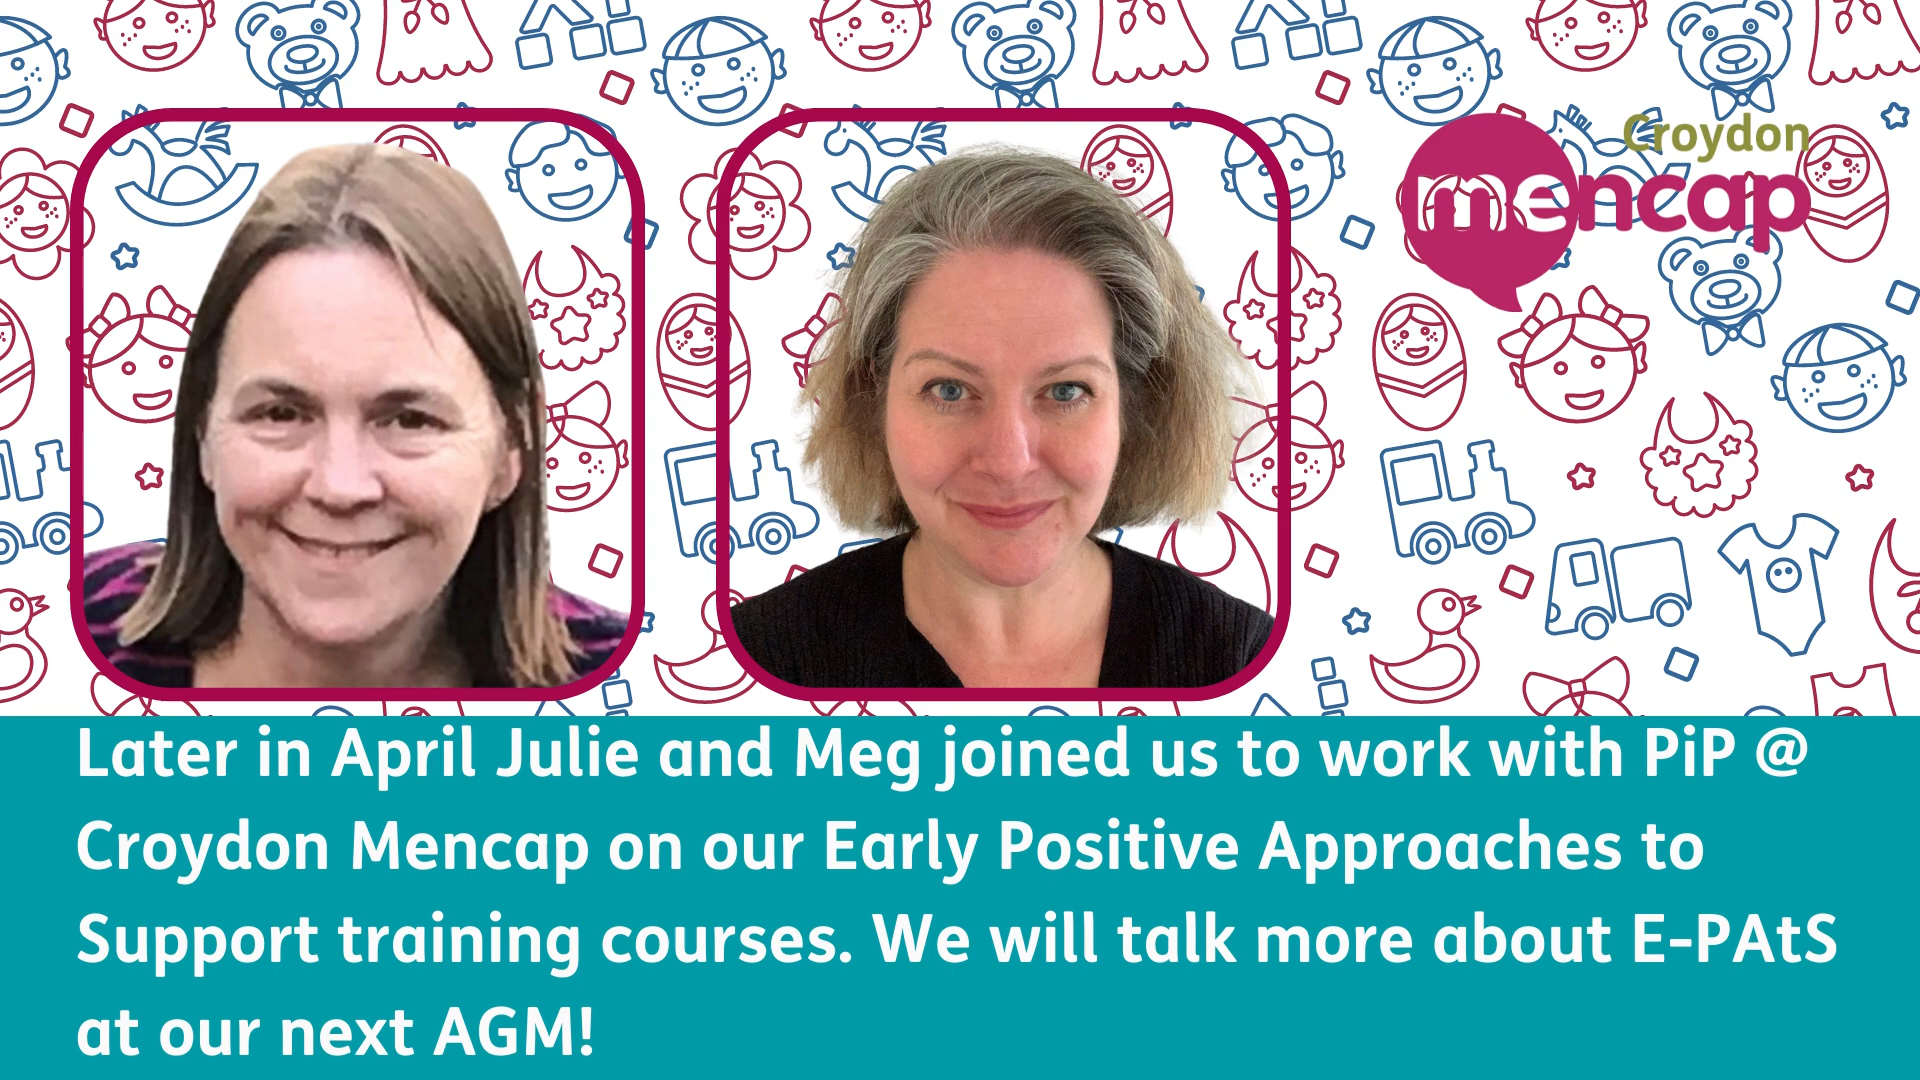 Croydon
mencap
Later in April Julie and Meg joined us to work with PiP @
Croydon Mencap on our Early Positive Approaches to
Support training courses. We will talk more about E-PAtS
at our next AGM!